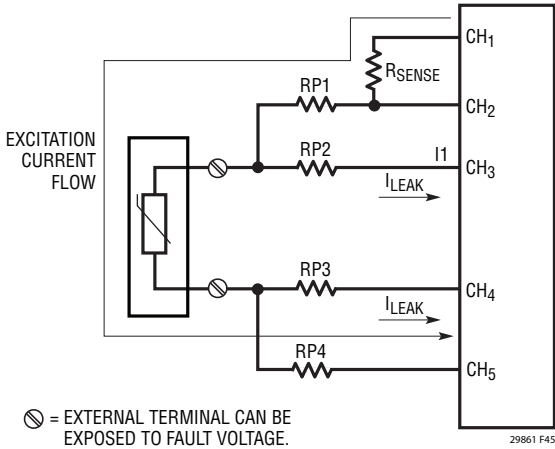 CH1
RSENSE
RP1
CH2
EXCITATION
CURRENT
FLOW
RP2
I1
CH3
ILEAK
RP3
CH4
ILEAK
RP4
CH5
= EXTERNAL TERMINAL CAN BE
EXPOSED TO FAULT VOLTAGE.
29861 F45